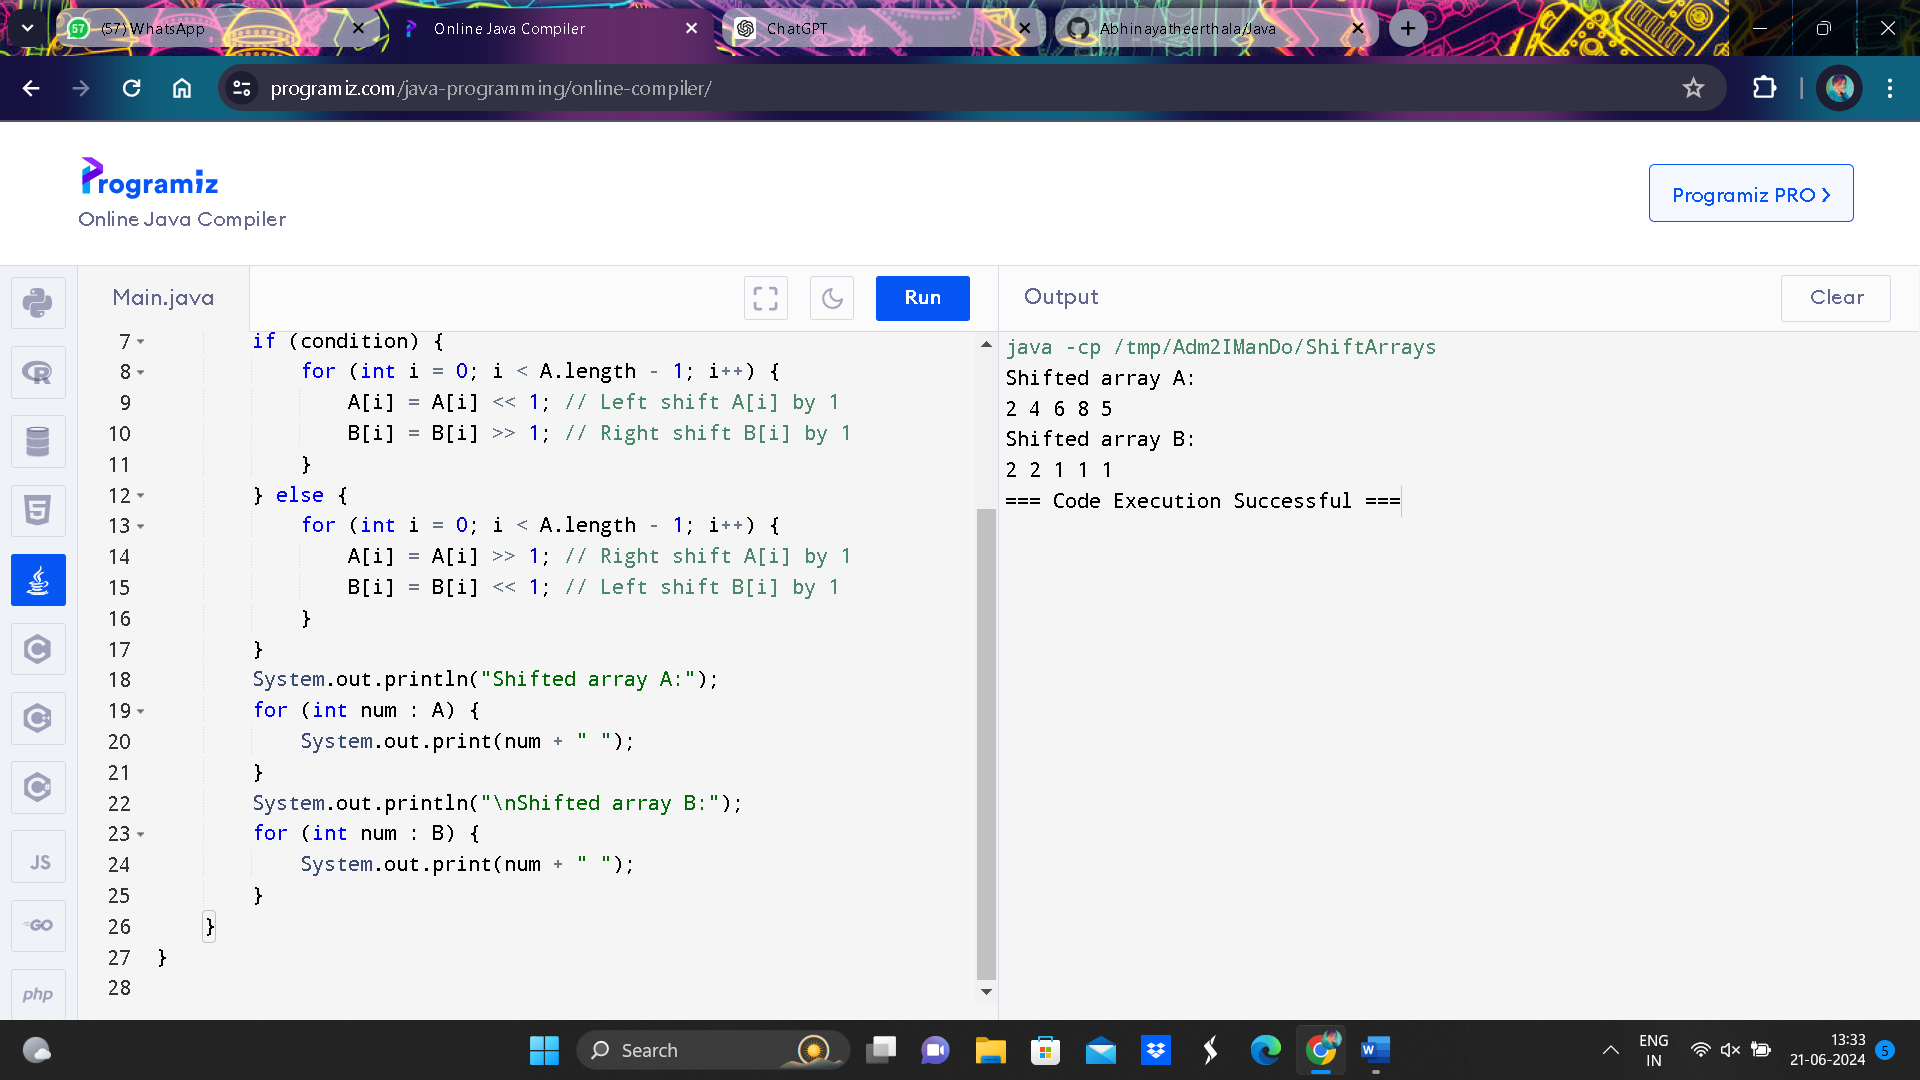 (57) WhatsApp
Online Java Compiler
ChatGPT
Abhinayatheerthala/Java
programiz.com/java-programming/online-compiler/
Programiz
Online Java Compiler
Programiz PRO
Main.java
Run
Output
Clear
7 if (condition) {
8 for (int i = 0; i < A.length - 1; i++) {
9 A[i] = A[i] << 1; // Left shift A[i] by 1
10 B[i] = B[i] >> 1; // Right shift B[i] by 1
11 }
12 } else {
13 for (int i = 0; i < A.length - 1; i++) {
14 A[i] = A[i] >> 1; // Right shift A[i] by 1
15 B[i] = B[i] << 1; // Left shift B[i] by 1
16 }
17 }
18 System.out.println("Shifted array A:");
19 for (int num : A) {
20 System.out.print(num + " ");
21 }
22 System.out.println("\nShifted array B:");
23 for (int num : B) {
24 System.out.print(num + " ");
25 }
26 }
27 }
28
java -cp /tmp/Adm2IManDo/ShiftArrays
Shifted array A:
2 4 6 8 5
Shifted array B:
2 2 1 1 1
=== Code Execution Successful ===
R
5
C
C
C
JS
GO
php
Search
W
ENG
IN
13:33
21-06-2024
5